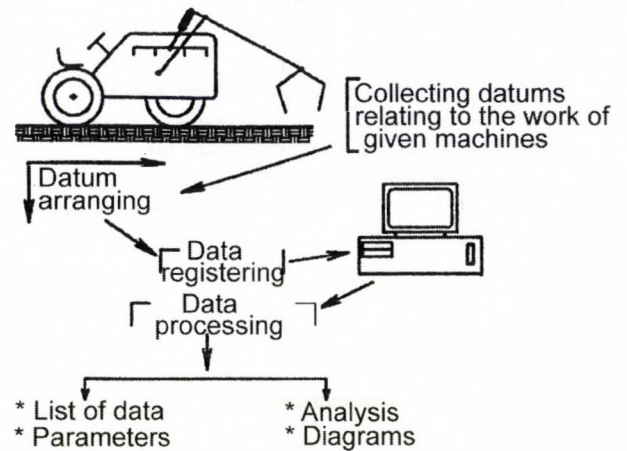 Collecting datums
relating to the work of
given machines
Datum
arranging
Data
registering
Data
processing
* List of data
* Parameters
* Analysis
* Diagrams